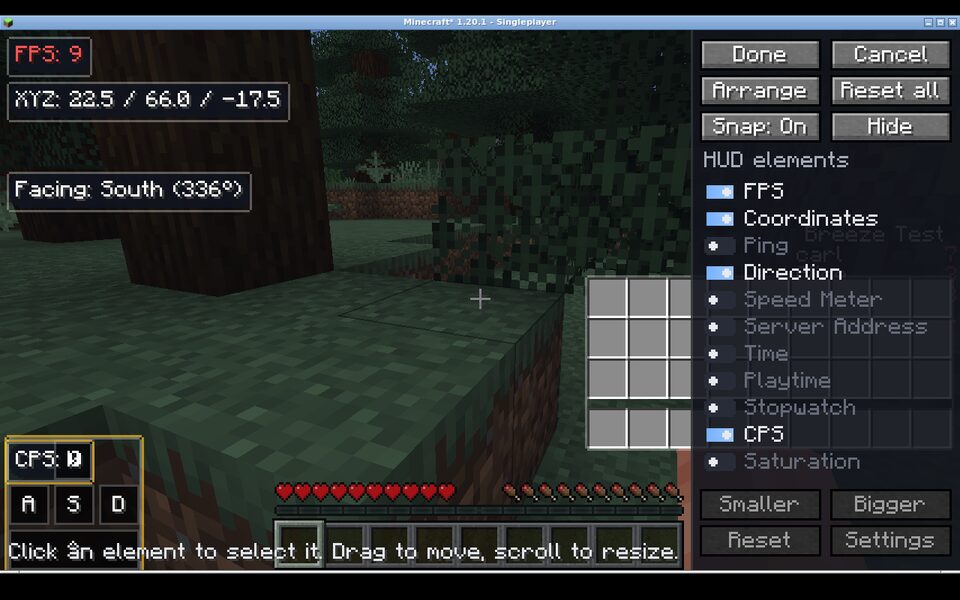 Minecraft* 1.20.1 - Singleplayer
FPS: 9
XYZ: 22.5 / 66.0 / -17.5
Facing: South (336°)
Done
Cancel
Arrange
Reset all
Snap: On
Hide
HUD elements
FPS
Coordinates
Ping
Breeze Test
carl
Direction
Speed Meter
Server Address
Time
Playtime
Stopwatch
CPS
Saturation
Smaller
Bigger
Reset
Settings
CPS: 0
A
S
D
Click an element to select it. Drag to move, scroll to resize.